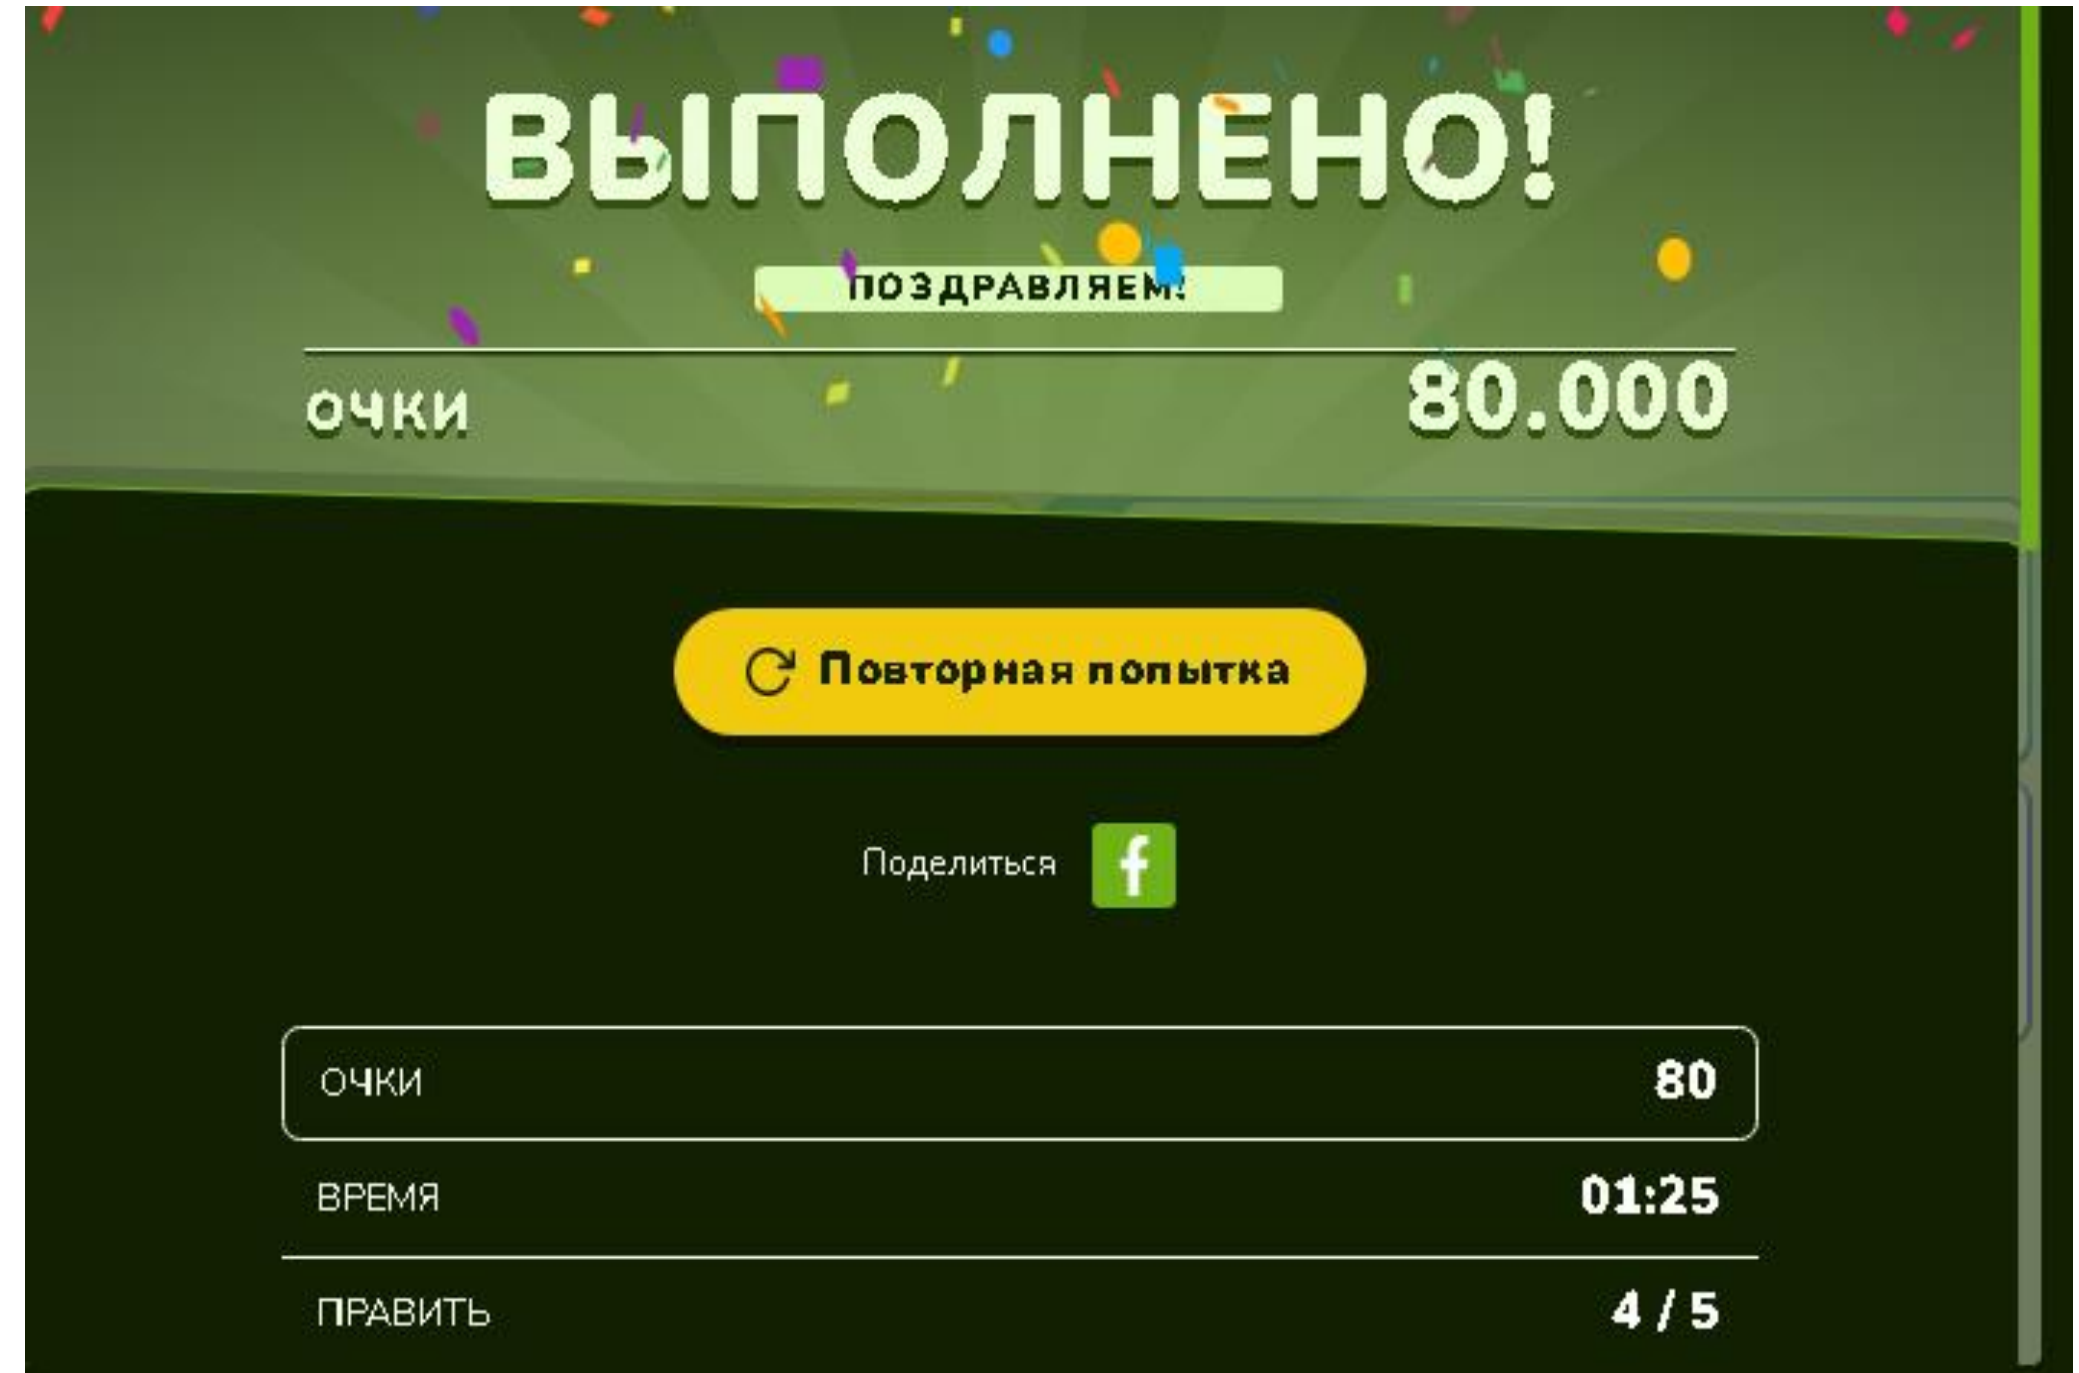 ВЫПОЛНЕНО!
ПОЗДРАВЛЯЕМ!
ОЧКИ 80.000
Повторная попытка
Поделиться f
ОЧКИ 80
ВРЕМЯ 01:25
ПРАВИТЬ 4 / 5